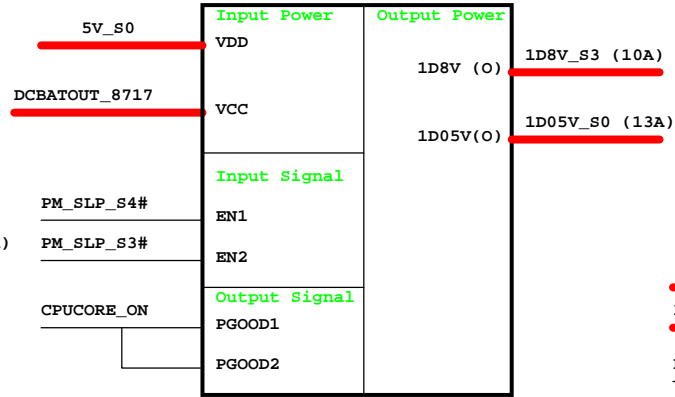 Input Power
Output Power
5V_S0
VDD
1D8V (O)
1D8V_S3 (10A)
DCBATOUT_8717
VCC
1D05V(O)
1D05V_S0 (13A)
Input Signal
PM_SLP_S4#
EN1
)
PM_SLP_S3#
EN2
Output Signal
CPUCORE_ON
PGOOD1
PGOOD2